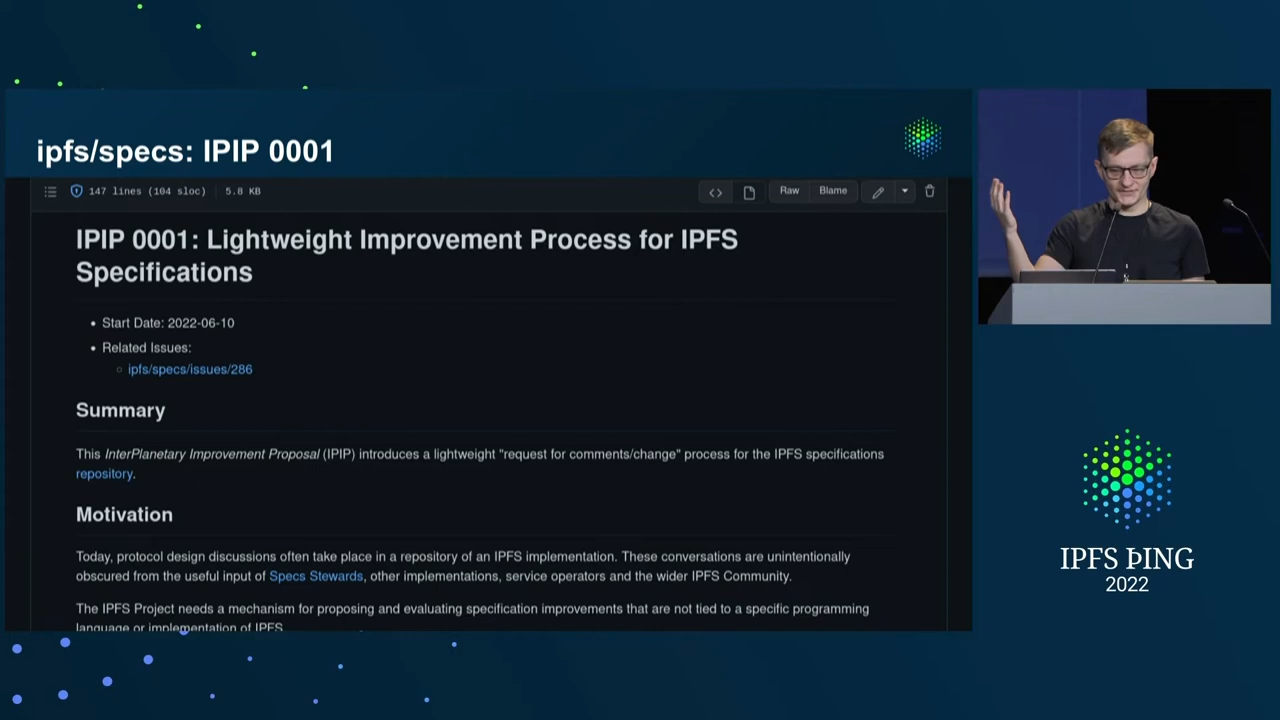 ipfs/specs: IPIP 0001
147 lines (104 sloc) 5.8 KB
Raw Blame
IPIP 0001: Lightweight Improvement Process for IPFS
Specifications
Start Date: 2022-06-10
Related Issues:
ipfs/specs/issues/286
Summary
This InterPlanetary Improvement Proposal (IPIP) introduces a lightweight "request for comments/change" process for the IPFS specifications
repository.
Motivation
Today, protocol design discussions often take place in a repository of an IPFS implementation. These conversations are unintentionally
obscured from the useful input of Specs Stewards, other implementations, service operators and the wider IPFS Community.
The IPFS Project needs a mechanism for proposing and evaluating specification improvements that are not tied to a specific programming
language or implementation of IPFS.
IPFS ÞING
2022